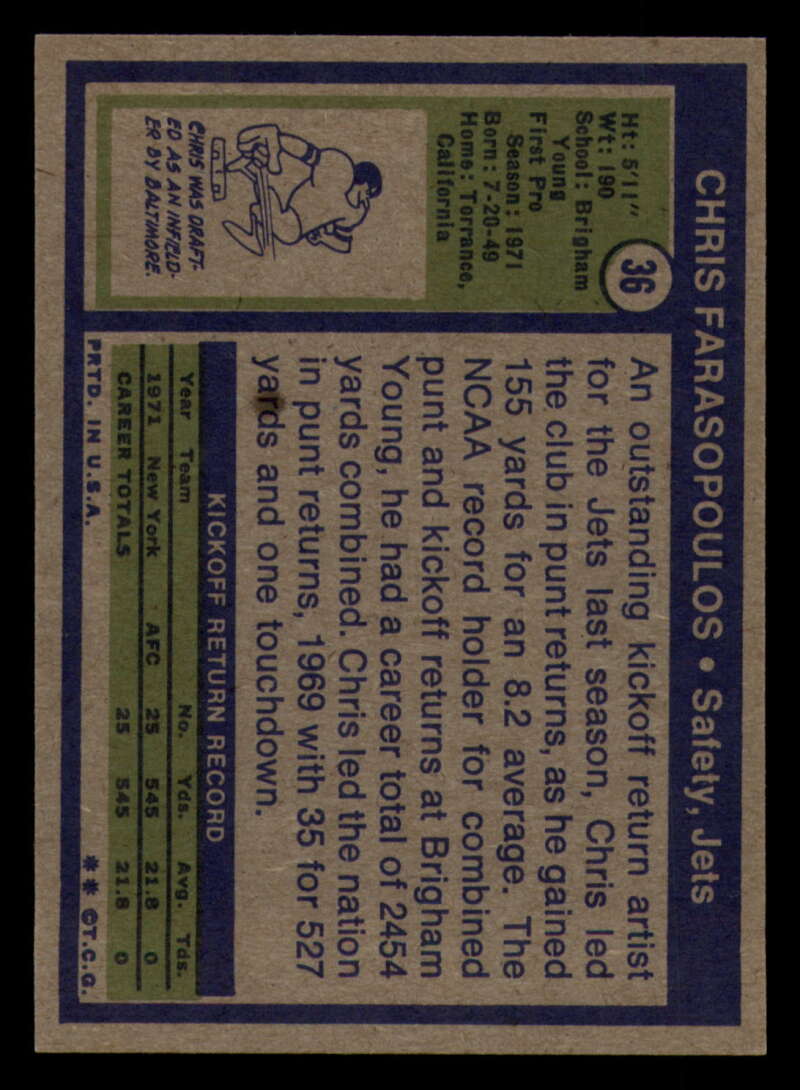 CHRIS FARASOPOULOS • Safety, Jets
36
Ht: 5'11"
Wt: 190
School: Brigham
Young
First Pro
Season: 1971
Born: 7-20-49
Home: Torrance,
California
CHRIS WAS DRAFT-
ED AS AN INFIELD-
ER BY BALTIMORE.
An outstanding kickoff return artist
for the Jets last season, Chris led
the club in punt returns, as he gained
155 yards for an 8.2 average. The
NCAA record holder for combined
punt and kickoff returns at Brigham
Young, he had a career total of 2454
yards combined. Chris led the nation
in punt returns, 1969 with 35 for 527
yards and one touchdown.
KICKOFF RETURN RECORD
Year Team No. Yds. Avg. Tds.
1971 New York AFC 25 545 21.8 0
CAREER TOTALS 25 545 21.8 0
PRTD. IN U.S.A. ** ©T.C.G.